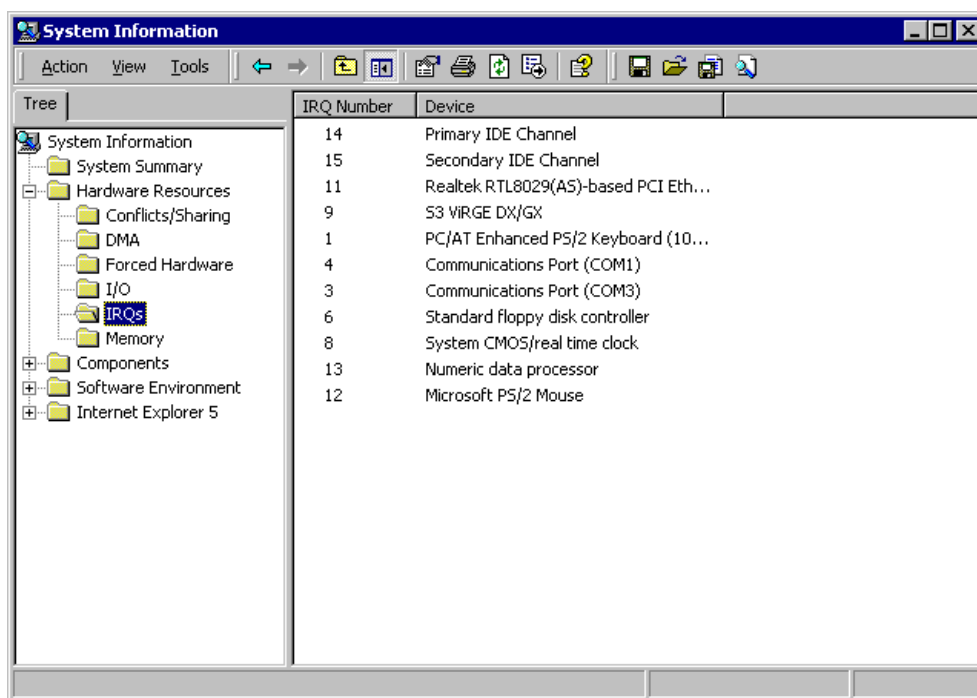 System Information
Action View Tools
Tree
System Information
System Summary
Hardware Resources
Conflicts/Sharing
DMA
Forced Hardware
I/O
IRQs
Memory
Components
Software Environment
Internet Explorer 5
IRQ Number Device
14 Primary IDE Channel
15 Secondary IDE Channel
11 Realtek RTL8029(AS)-based PCI Eth...
9 S3 ViRGE DX/GX
1 PC/AT Enhanced PS/2 Keyboard (10...
4 Communications Port (COM1)
3 Communications Port (COM3)
6 Standard floppy disk controller
8 System CMOS/real time clock
13 Numeric data processor
12 Microsoft PS/2 Mouse